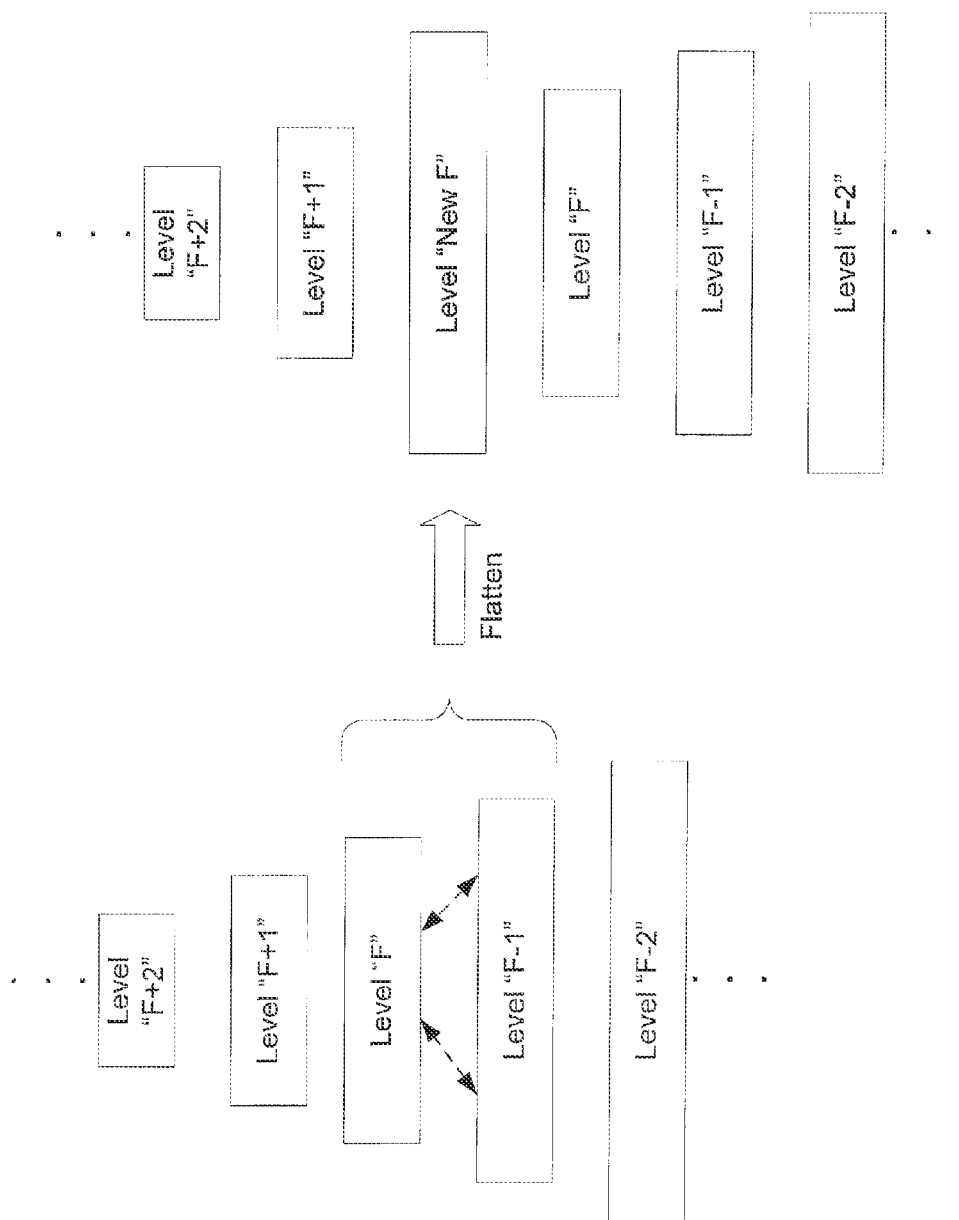 Level
“F+2”
Level “F+1”
Level “F”
Level “F-1”
Level “F-2”
Flatten
Level
“F+2”
Level “F+1”
Level “New F”
Level “F”
Level “F-1”
Level “F-2”